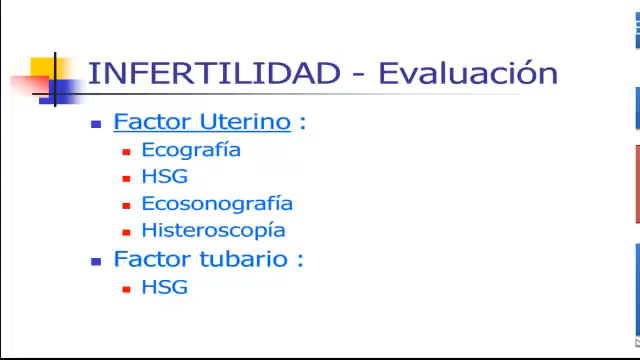 INFERTILIDAD - Evaluación
Factor Uterino :
Ecografía
HSG
Ecosonografía
Histeroscopía
Factor tubario :
HSG